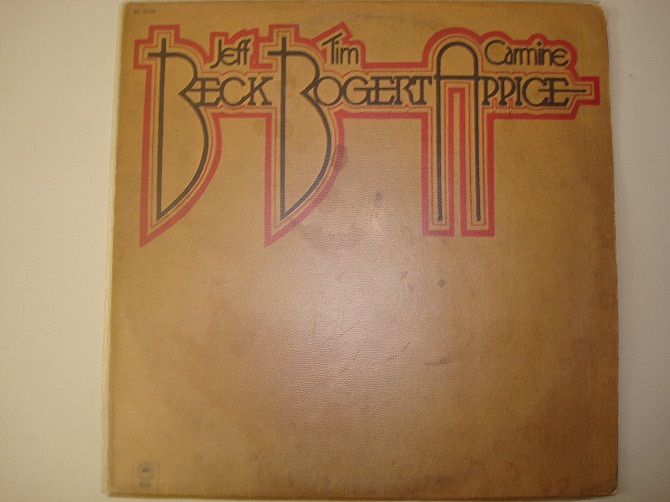 Jeff Tim Carmine
BECK BOGERT APPICE